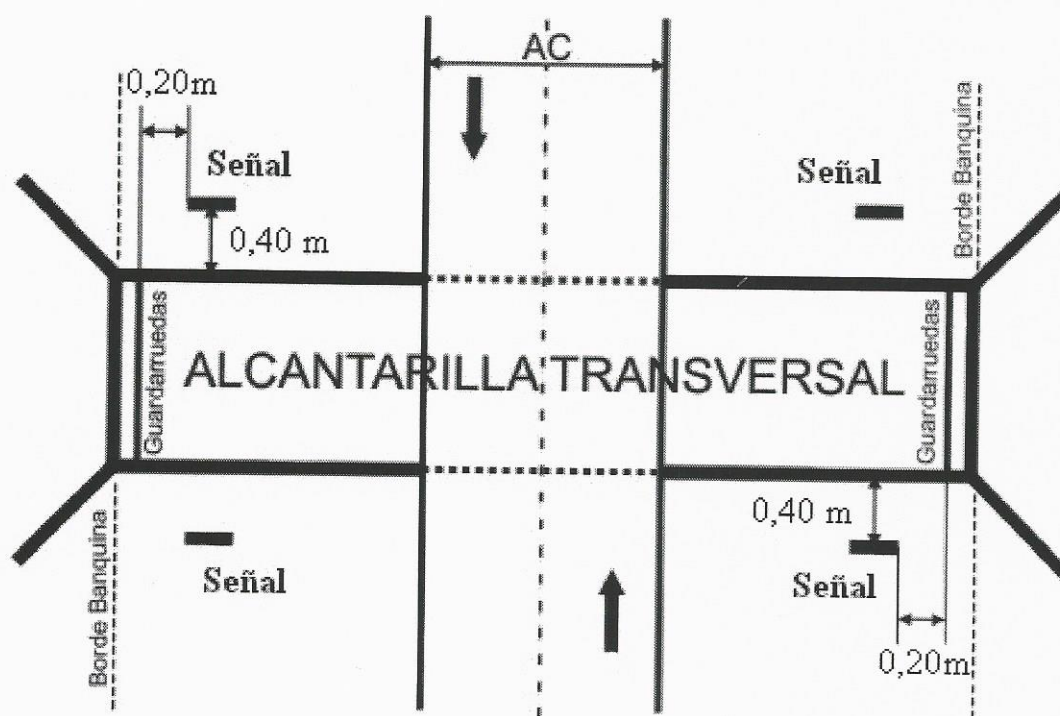 AC
0,20m
Señal
Señal
Borde Banquina
0,40 m
Guardarruedas
ALCANTARILLA TRANSVERSAL
Guardarruedas
0,40 m
Borde Banquina
Señal
Señal
0,20m